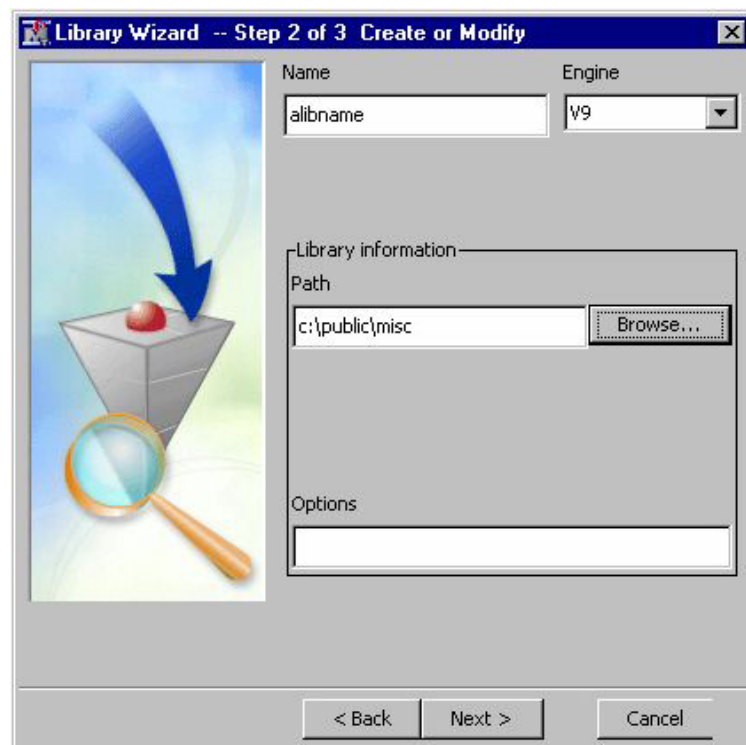 Library Wizard -- Step 2 of 3 Create or Modify
Name
Engine
alibname
V9
Library information
Path
c:\public\misc
Browse...
Options
< Back
Next >
Cancel